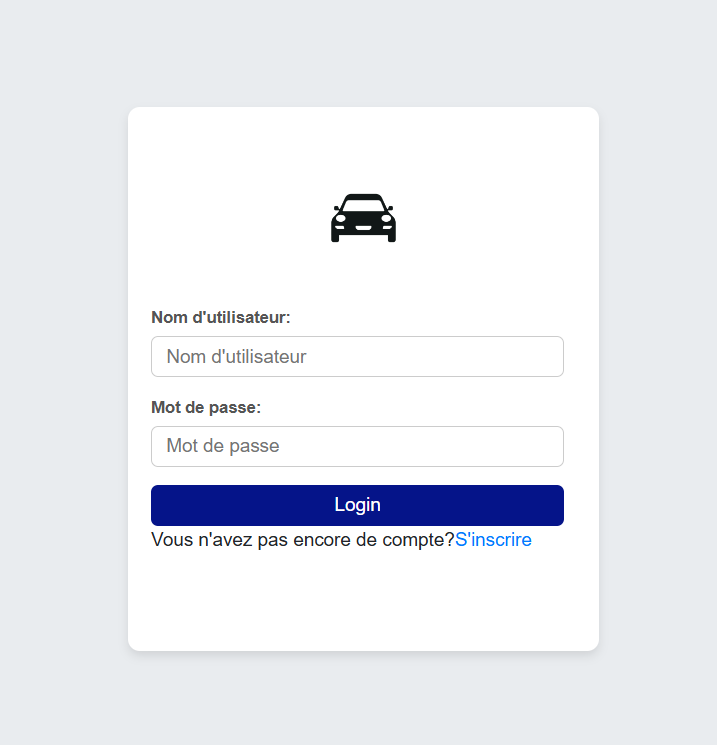 Nom d'utilisateur:
Nom d'utilisateur
Mot de passe:
Mot de passe
Login
Vous n'avez pas encore de compte?S'inscrire